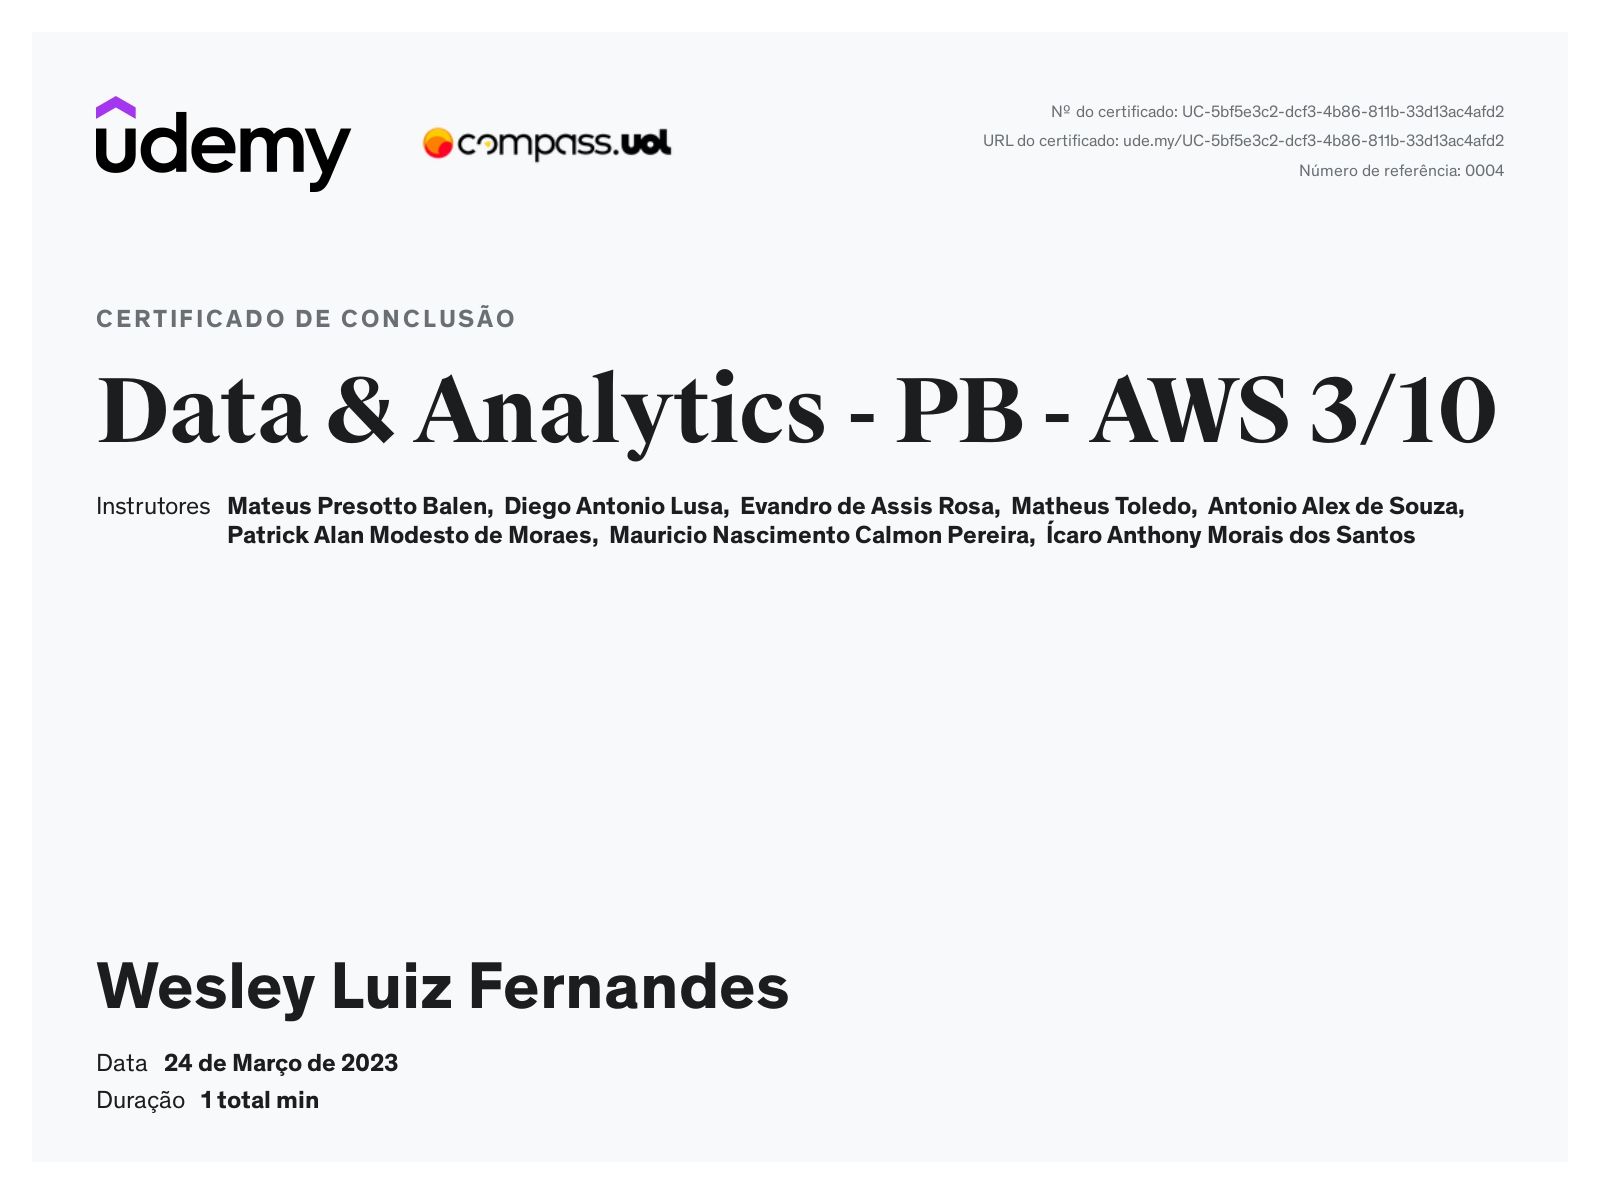 udemy
compass.uol
Nº do certificado: UC-5bf5e3c2-dcf3-4b86-811b-33d13ac4afd2
URL do certificado: ude.my/UC-5bf5e3c2-dcf3-4b86-811b-33d13ac4afd2
Número de referência: 0004
CERTIFICADO DE CONCLUSÃO
Data & Analytics - PB - AWS 3/10
Instrutores Mateus Presotto Balen, Diego Antonio Lusa, Evandro de Assis Rosa, Matheus Toledo, Antonio Alex de Souza,
Patrick Alan Modesto de Moraes, Mauricio Nascimento Calmon Pereira, Ícaro Anthony Morais dos Santos
Wesley Luiz Fernandes
Data 24 de Março de 2023
Duração 1 total min